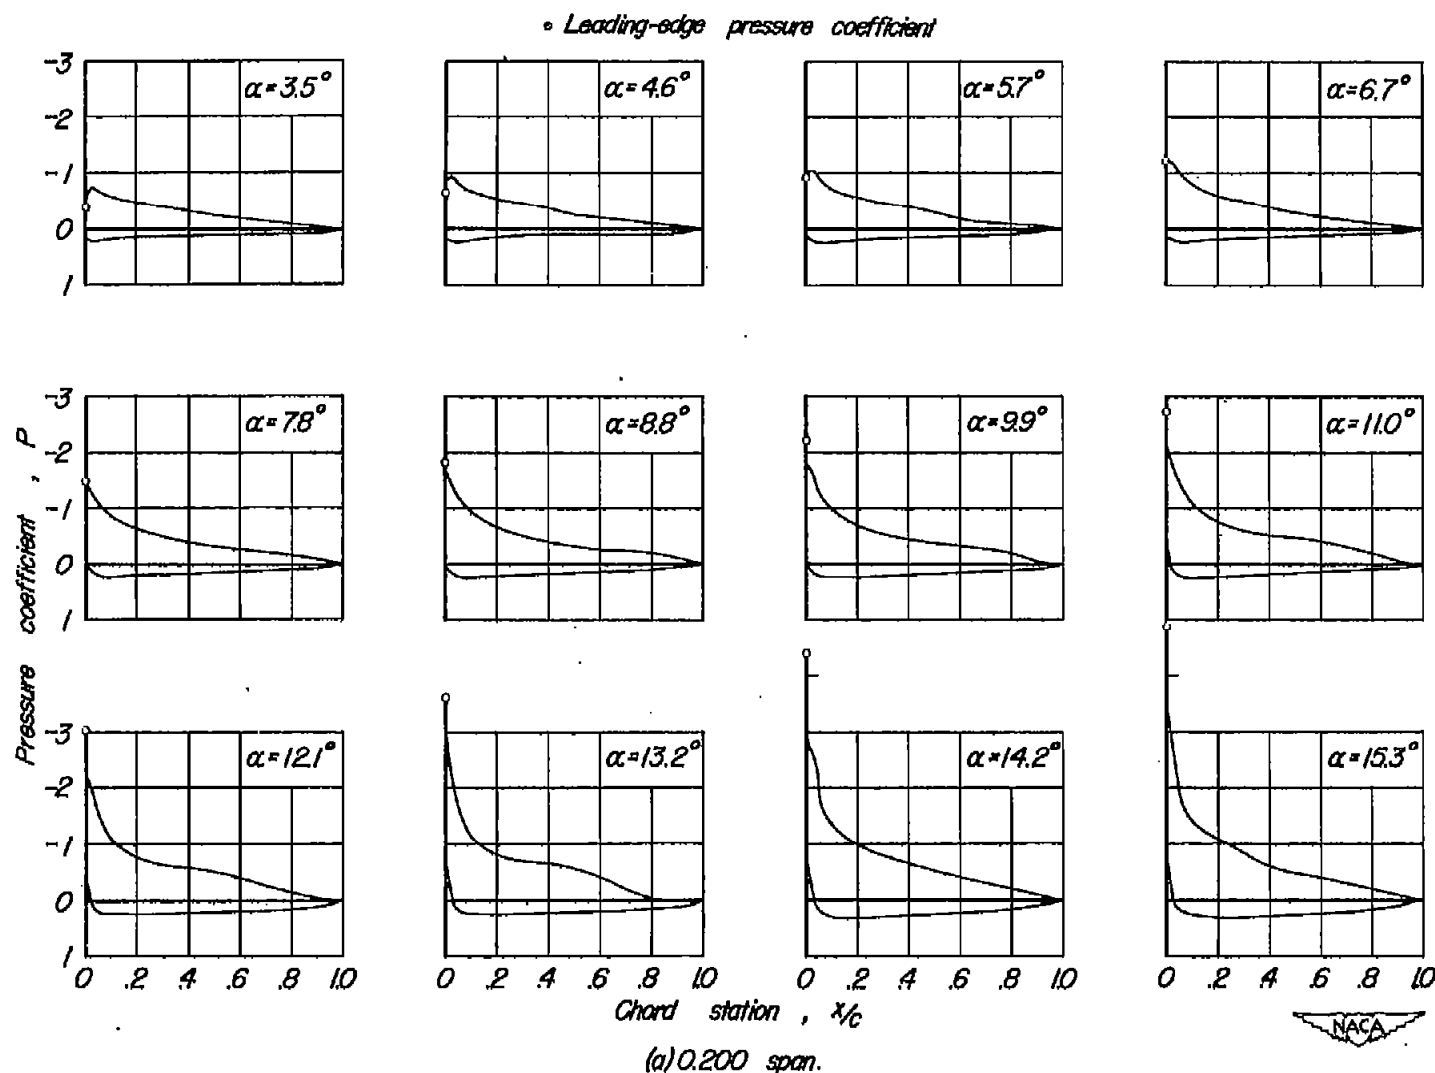 Leading-edge pressure coefficient
-3 α=3.5° α=4.6° α=5.7° α=6.7°
-2
-1
0
1
-3 α=7.8° α=8.8° α=9.9° α=11.0°
-2
-1
0
1
Pressure coefficient , P
-3 α=12.1° α=13.2° α=14.2° α=15.3°
-2
-1
0
1
0 .2 .4 .6 .8 1.0 0 .2 .4 .6 .8 1.0 0 .2 .4 .6 .8 1.0 0 .2 .4 .6 .8 1.0
Chord station , x/c
NACA
(a) 0.200 span.